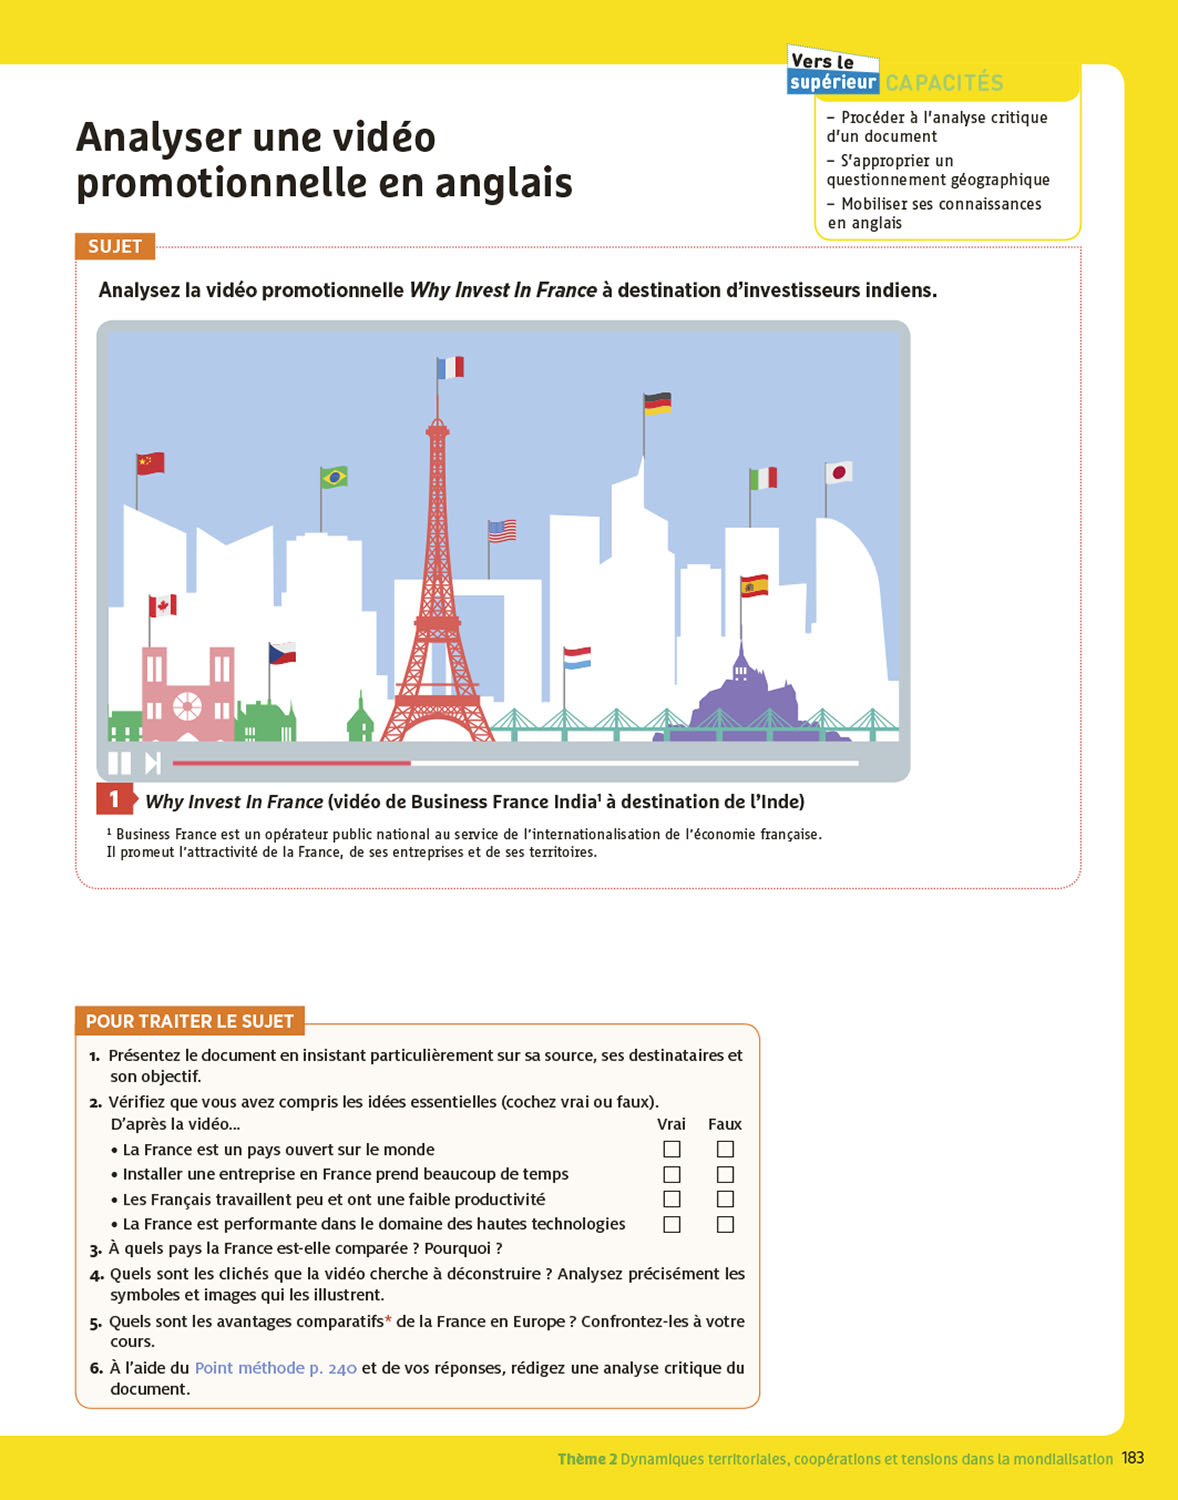 Vers le
supérieur
CAPACITÉS
– Procéder à l'analyse critique
d'un document
– S'approprier un
questionnement géographique
– Mobiliser ses connaissances
en anglais
Analyser une vidéo
promotionnelle en anglais
SUJET
Analysez la vidéo promotionnelle Why Invest In France à destination d'investisseurs indiens.
1 Why Invest In France (vidéo de Business France India¹ à destination de l'Inde)
¹ Business France est un opérateur public national au service de l'internationalisation de l'économie française.
Il promeut l'attractivité de la France, de ses entreprises et de ses territoires.
POUR TRAITER LE SUJET
1. Présentez le document en insistant particulièrement sur sa source, ses destinataires et
son objectif.
2. Vérifiez que vous avez compris les idées essentielles (cochez vrai ou faux).
D'après la vidéo... Vrai Faux
• La France est un pays ouvert sur le monde
• Installer une entreprise en France prend beaucoup de temps
• Les Français travaillent peu et ont une faible productivité
• La France est performante dans le domaine des hautes technologies
3. À quels pays la France est-elle comparée ? Pourquoi ?
4. Quels sont les clichés que la vidéo cherche à déconstruire ? Analysez précisément les
symboles et images qui les illustrent.
5. Quels sont les avantages comparatifs* de la France en Europe ? Confrontez-les à votre
cours.
6. À l'aide du Point méthode p. 240 et de vos réponses, rédigez une analyse critique du
document.
Thème 2 Dynamiques territoriales, coopérations et tensions dans la mondialisation 183